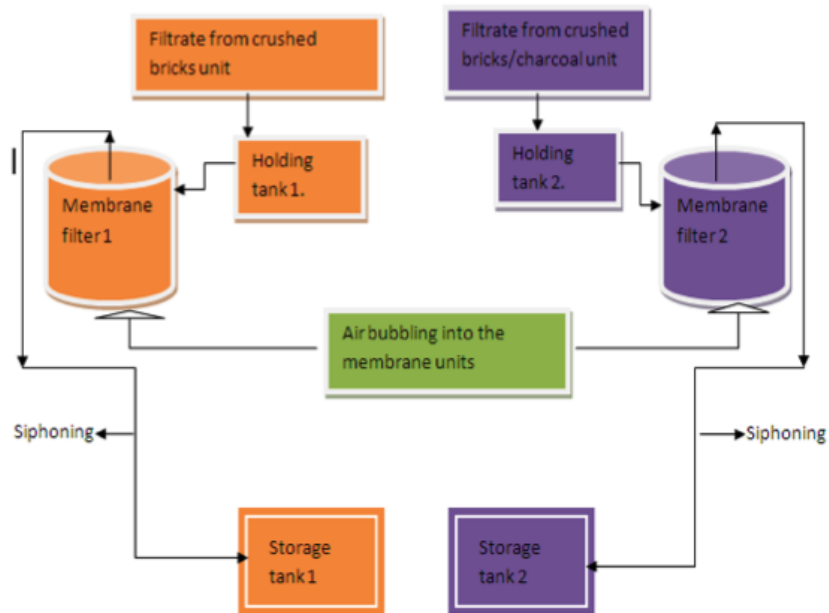 Filtrate from crushed
bricks unit
Filtrate from crushed
bricks/charcoal unit
Holding
tank 1.
Holding
tank 2.
Membrane
filter 1
Membrane
filter 2
Air bubbling into the
membrane units
Siphoning
Siphoning
Storage
tank 1
Storage
tank 2